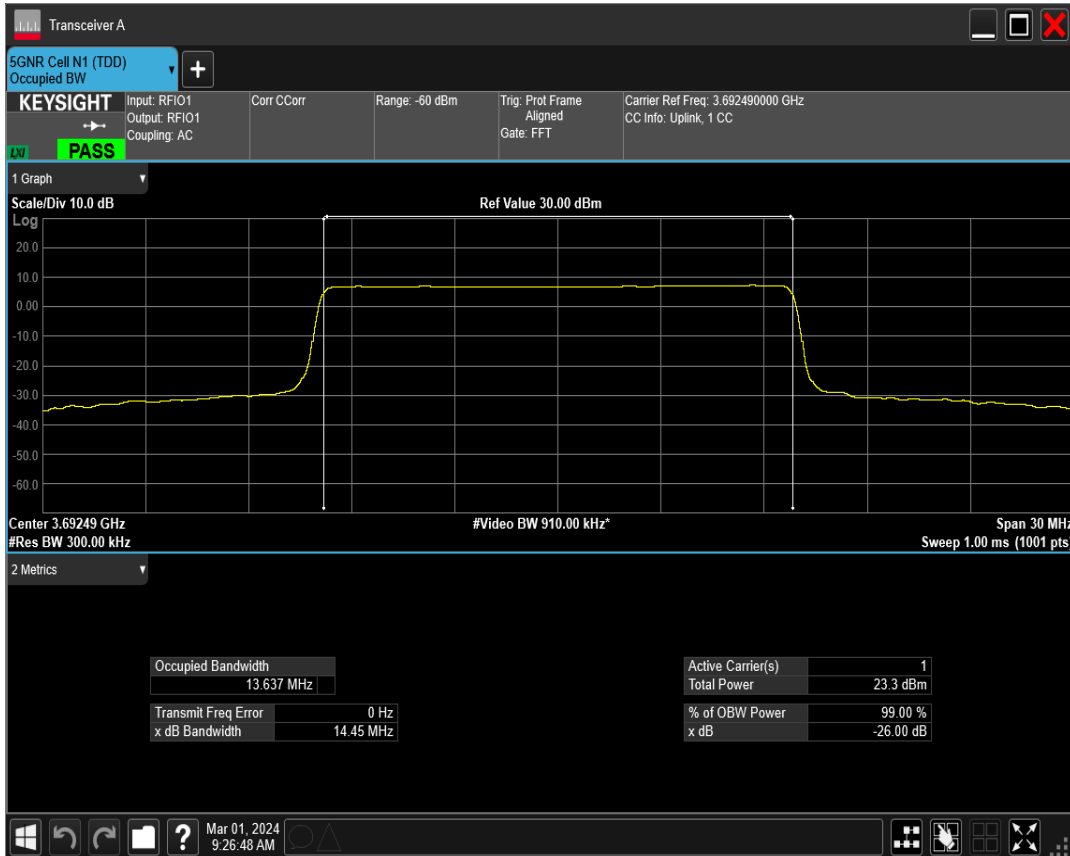 Transceiver A
5GNR Cell N1 (TDD)
Occupied BW
+
KEYSIGHT
LXI
PASS
Input: RFIO1
Output: RFIO1
Coupling: AC
Corr CCorr
Range: -60 dBm
Trig: Prot Frame
Aligned
Gate: FFT
Carrier Ref Freq: 3.692490000 GHz
CC Info: Uplink, 1 CC
1 Graph
Scale/Div 10.0 dB
Ref Value 30.00 dBm
Log
20.0
10.0
0.00
-10.0
-20.0
-30.0
-40.0
-50.0
-60.0
Center 3.69249 GHz
#Video BW 910.00 kHz*
Span 30 MHz
#Res BW 300.00 kHz
Sweep 1.00 ms (1001 pts)
2 Metrics
Occupied Bandwidth
13.637 MHz
Transmit Freq Error 0 Hz
x dB Bandwidth 14.45 MHz
Active Carrier(s) 1
Total Power 23.3 dBm
% of OBW Power 99.00 %
x dB -26.00 dB
?
Mar 01, 2024
9:26:48 AM